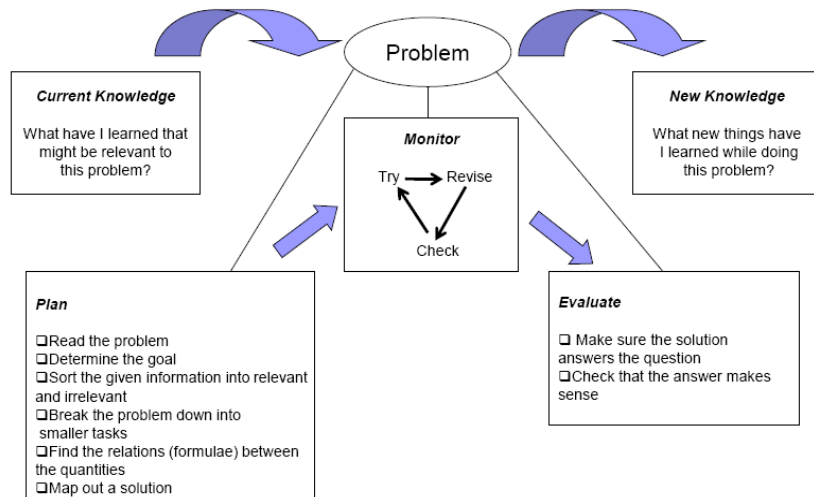 Problem
Current Knowledge
What have I learned that
might be relevant to
this problem?
New Knowledge
What new things have
I learned while doing
this problem?
Monitor
Try
Revise
Check
Plan
❑Read the problem
❑Determine the goal
❑Sort the given information into relevant
and irrelevant
❑Break the problem down into
smaller tasks
❑Find the relations (formulae) between
the quantities
❑Map out a solution
Evaluate
❑ Make sure the solution
answers the question
❑Check that the answer makes
sense